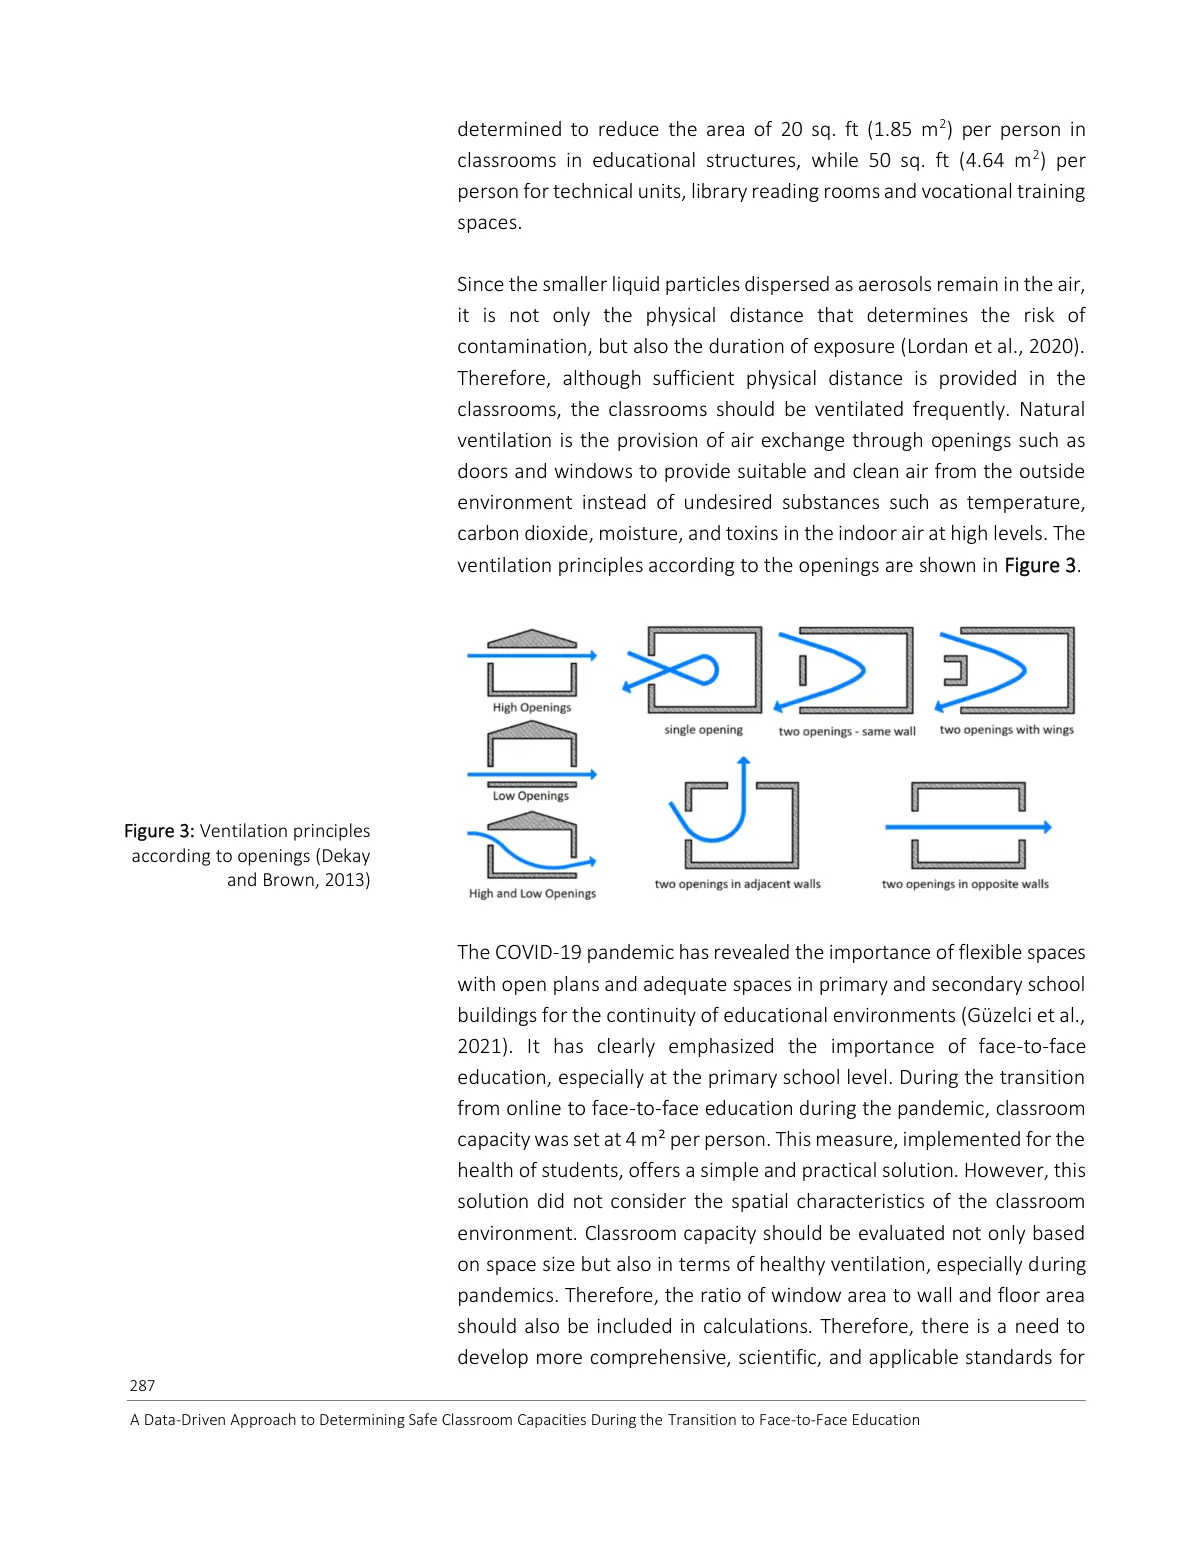 determined to reduce the area of 20 sq. ft (1.85 m²) per person in
classrooms in educational structures, while 50 sq. ft (4.64 m²) per
person for technical units, library reading rooms and vocational training
spaces.
Since the smaller liquid particles dispersed as aerosols remain in the air,
it is not only the physical distance that determines the risk of
contamination, but also the duration of exposure (Lordan et al., 2020).
Therefore, although sufficient physical distance is provided in the
classrooms, the classrooms should be ventilated frequently. Natural
ventilation is the provision of air exchange through openings such as
doors and windows to provide suitable and clean air from the outside
environment instead of undesired substances such as temperature,
carbon dioxide, moisture, and toxins in the indoor air at high levels. The
ventilation principles according to the openings are shown in Figure 3.
High Openings
Low Openings
High and Low Openings
single opening
two openings - same wall
two openings with wings
two openings in adjacent walls
two openings in opposite walls
Figure 3: Ventilation principles
according to openings (Dekay
and Brown, 2013)
The COVID-19 pandemic has revealed the importance of flexible spaces
with open plans and adequate spaces in primary and secondary school
buildings for the continuity of educational environments (Güzelci et al.,
2021). It has clearly emphasized the importance of face-to-face
education, especially at the primary school level. During the transition
from online to face-to-face education during the pandemic, classroom
capacity was set at 4 m² per person. This measure, implemented for the
health of students, offers a simple and practical solution. However, this
solution did not consider the spatial characteristics of the classroom
environment. Classroom capacity should be evaluated not only based
on space size but also in terms of healthy ventilation, especially during
pandemics. Therefore, the ratio of window area to wall and floor area
should also be included in calculations. Therefore, there is a need to
develop more comprehensive, scientific, and applicable standards for
287
A Data-Driven Approach to Determining Safe Classroom Capacities During the Transition to Face-to-Face Education